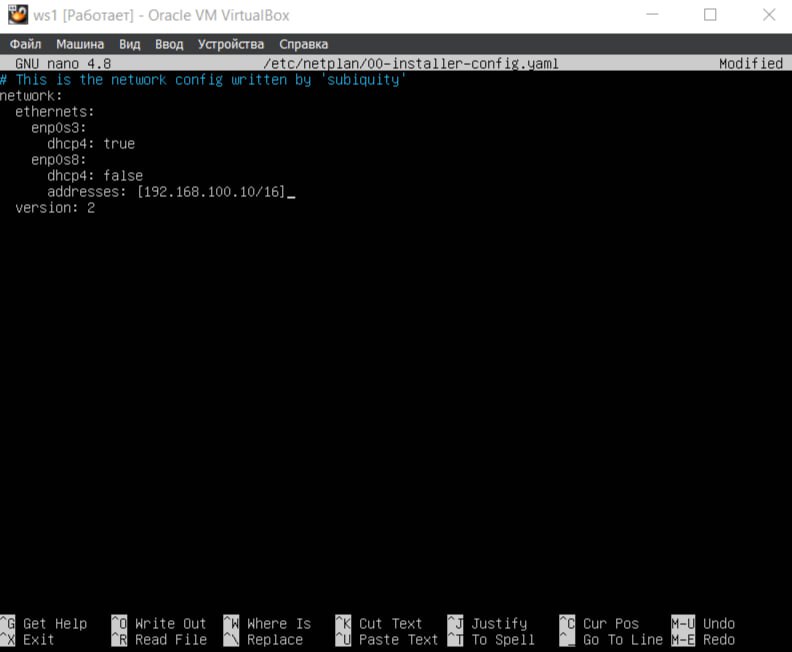 ws1 [Работает] - Oracle VM VirtualBox
Файл Машина Вид Ввод Устройства Справка
GNU nano 4.8 /etc/netplan/00-installer-config.yaml Modified
# This is the network config written by 'subiquity'
network:
  ethernets:
    enp0s3:
      dhcp4: true
    enp0s8:
      dhcp4: false
      addresses: [192.168.100.10/16]_
  version: 2
^G Get Help ^O Write Out ^W Where Is ^K Cut Text ^J Justify ^C Cur Pos M-U Undo
^X Exit ^R Read File ^\ Replace ^U Paste Text ^T To Spell ^_ Go To Line M-E Redo